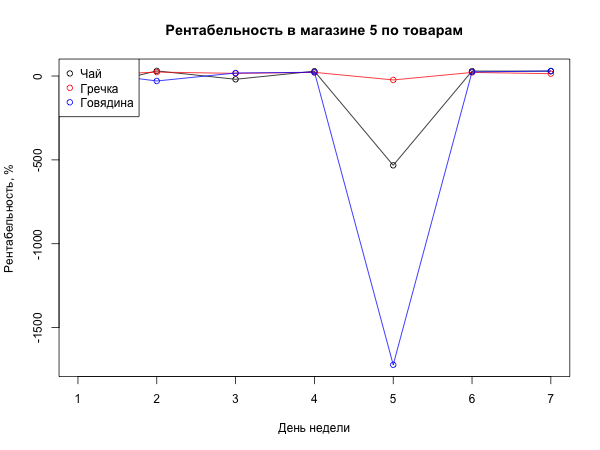 Рентабельность в магазине 5 по товарам
Чай
Гречка
Говядина
0
-500
-1000
-1500
Рентабельность, %
1 2 3 4 5 6 7
День недели